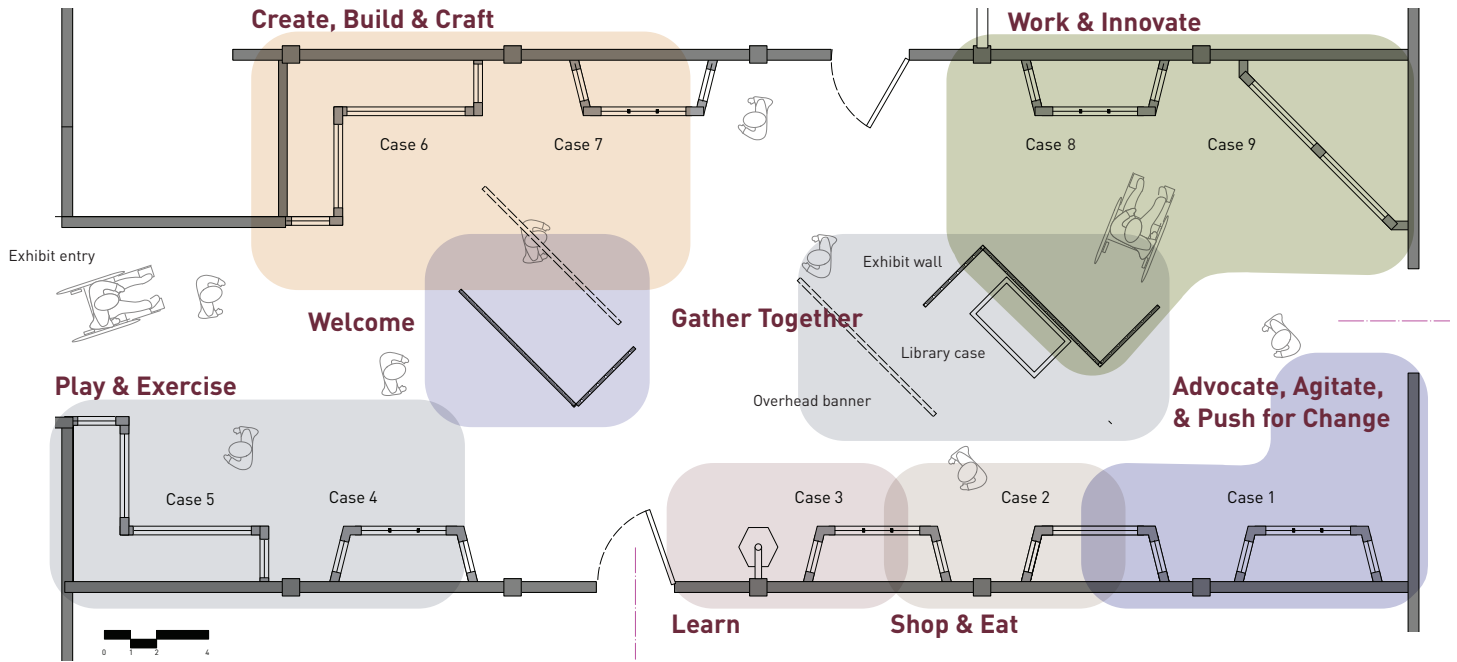 Create, Build & Craft
Work & Innovate
Case 6
Case 7
Case 8
Case 9
Exhibit entry
Exhibit wall
Welcome
Gather Together
Library case
Play & Exercise
Overhead banner
Advocate, Agitate,
& Push for Change
Case 5
Case 4
Case 3
Case 2
Case 1
Learn
Shop & Eat
0 1 2 4